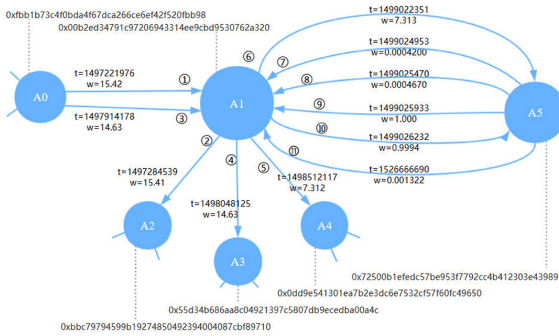 0xfbb1b73c4f0bda4f67dca266ce6ef42f520fbb98
0x00b2ed34791c97206943314ee9cbd9530762a320
⑥
t=1499022351
w=7.313
t=1497221976
w=15.42
①
⑦
t=1499024953
w=0.0004200
⑧
t=1499025470
w=0.0004670
A0
A1
A5
③
t=1497914178
w=14.63
⑨
t=1499025933
w=1.000
⑩
t=1499026232
w=0.9994
②
④
⑤
⑪
t=1526666690
w=0.001322
t=1497284539
w=15.41
t=1498512117
w=7.312
t=1498048125
w=14.63
A2
A3
A4
0x72500b1efedc57be953f7792cc4b412303e43989
0x0dd9e541301ea7b2e3dc6e7532cf57f60fc49650
0x55d34b686aa8c04921397c5807db9ecedba00a4c
0xbbc79794599b19274850492394004087cbf89710